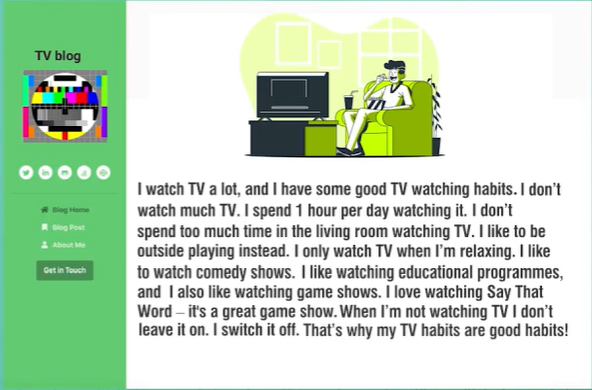 TV blog
Blog Home
Blog Post
About Me
Get in Touch
I watch TV a lot, and I have some good TV watching habits. I don't
watch much TV. I spend 1 hour per day watching it. I don't
spend too much time in the living room watching TV. I like to be
outside playing instead. I only watch TV when I'm relaxing. I like
to watch comedy shows. I like watching educational programmes,
and I also like watching game shows. I love watching Say That
Word – it's a great game show. When I'm not watching TV I don't
leave it on. I switch it off. That's why my TV habits are good habits!